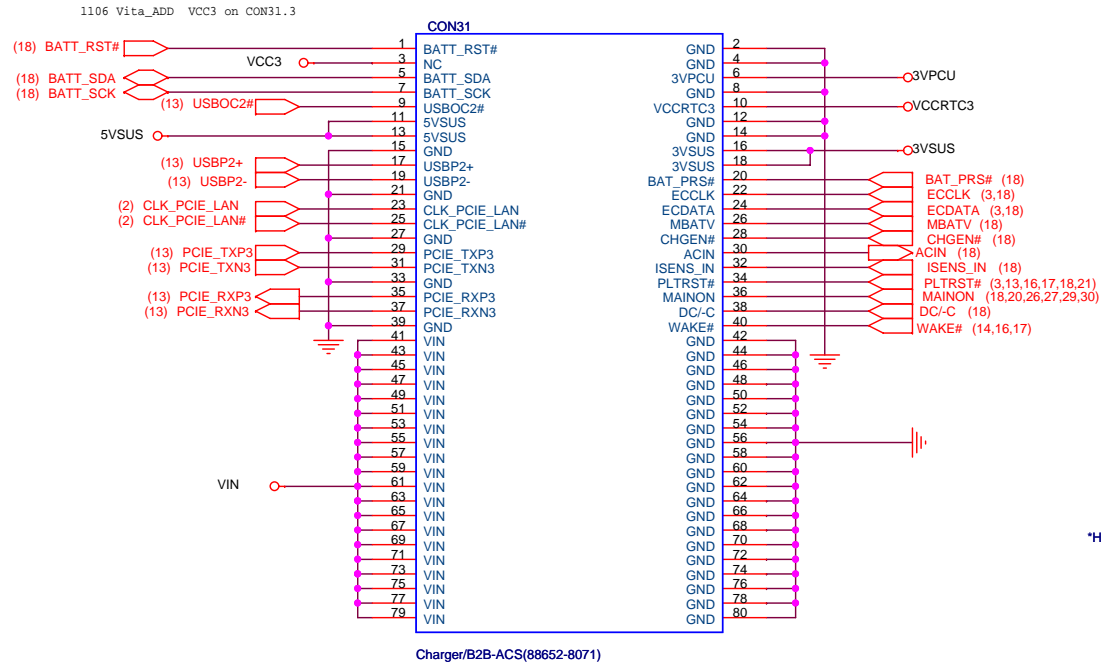 1106 Vita_ADD VCC3 on CON31.3
CON31
(18) BATT_RST# 1 BATT_RST# GND 2
VCC3 3 NC GND 4
(18) BATT_SDA 5 BATT_SDA 3VPCU 6 3VPCU
(18) BATT_SCK 7 BATT_SCK GND 8
(13) USBOC2# 9 USBOC2# VCCRTC3 10 VCCRTC3
11 5VSUS GND 12
5VSUS 13 5VSUS GND 14
15 GND 3VSUS 16 3VSUS
(13) USBP2+ 17 USBP2+ 3VSUS 18
(13) USBP2- 19 USBP2- BAT_PRS# 20 BAT_PRS# (18)
21 GND ECCLK 22 ECCLK (3,18)
(2) CLK_PCIE_LAN 23 CLK_PCIE_LAN ECDATA 24 ECDATA (3,18)
(2) CLK_PCIE_LAN# 25 CLK_PCIE_LAN# MBATV 26 MBATV (18)
27 GND CHGEN# 28 CHGEN# (18)
(13) PCIE_TXP3 29 PCIE_TXP3 ACIN 30 ACIN (18)
(13) PCIE_TXN3 31 PCIE_TXN3 ISENS_IN 32 ISENS_IN (18)
33 GND PLTRST# 34 PLTRST# (3,13,16,17,18,21)
(13) PCIE_RXP3 35 PCIE_RXP3 MAINON 36 MAINON (18,20,26,27,29,30)
(13) PCIE_RXN3 37 PCIE_RXN3 DC/-C 38 DC/-C (18)
39 GND WAKE# 40 WAKE# (14,16,17)
41 VIN GND 42
43 VIN GND 44
45 VIN GND 46
47 VIN GND 48
49 VIN GND 50
51 VIN GND 52
53 VIN GND 54
55 VIN GND 56
57 VIN GND 58
59 VIN GND 60
VIN 61 VIN GND 62
63 VIN GND 64
65 VIN GND 66
67 VIN GND 68
69 VIN GND 70
71 VIN GND 72
73 VIN GND 74
75 VIN GND 76
77 VIN GND 78
79 VIN GND 80
*H
Charger/B2B-ACS(88652-8071)